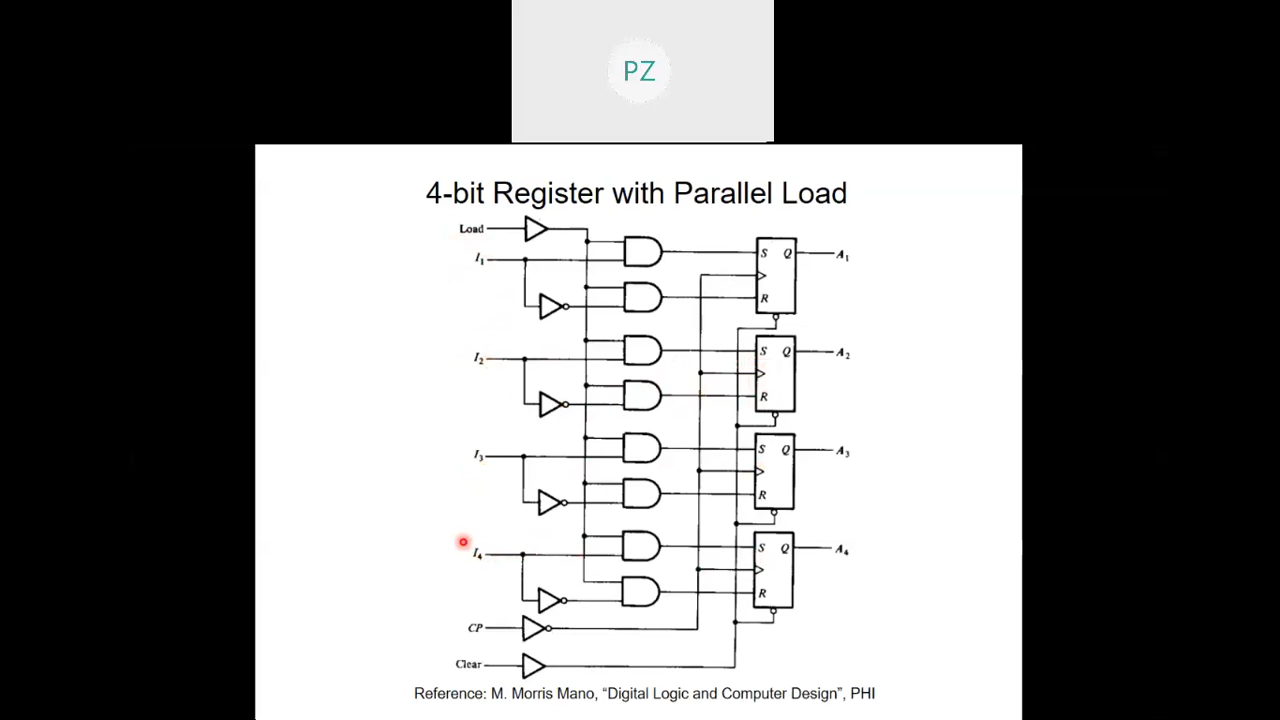 PZ
4-bit Register with Parallel Load
Load
I₁
S Q A₁
R
I₂
S Q A₂
R
I₃
S Q A₃
R
I₄
S Q A₄
R
CP
Clear
Reference: M. Morris Mano, “Digital Logic and Computer Design”, PHI